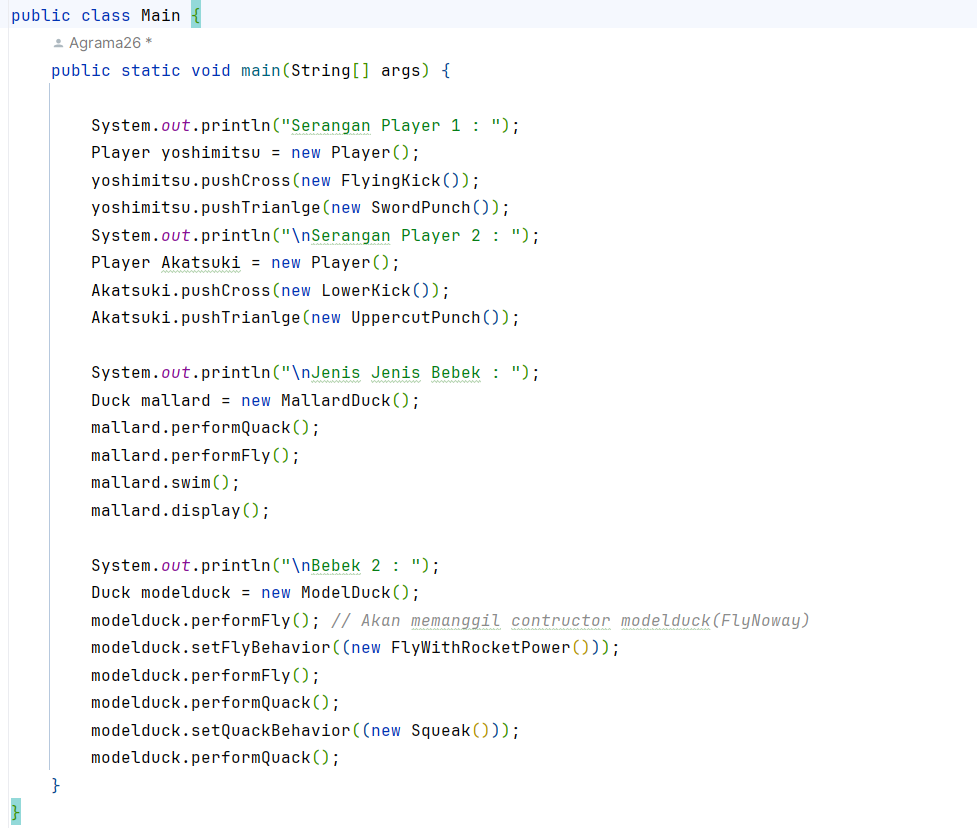 public class Main {
Agrama26 *
public static void main(String[] args) {
System.out.println("Serangan Player 1 : ");
Player yoshimitsu = new Player();
yoshimitsu.pushCross(new FlyingKick());
yoshimitsu.pushTrianlge(new SwordPunch());
System.out.println("\nSerangan Player 2 : ");
Player Akatsuki = new Player();
Akatsuki.pushCross(new LowerKick());
Akatsuki.pushTrianlge(new UppercutPunch());
System.out.println("\nJenis Jenis Bebek : ");
Duck mallard = new MallardDuck();
mallard.performQuack();
mallard.performFly();
mallard.swim();
mallard.display();
System.out.println("\nBebek 2 : ");
Duck modelduck = new ModelDuck();
modelduck.performFly(); // Akan memanggil contructor modelduck(FlyNoway)
modelduck.setFlyBehavior((new FlyWithRocketPower()));
modelduck.performFly();
modelduck.performQuack();
modelduck.setQuackBehavior((new Squeak()));
modelduck.performQuack();
}
}